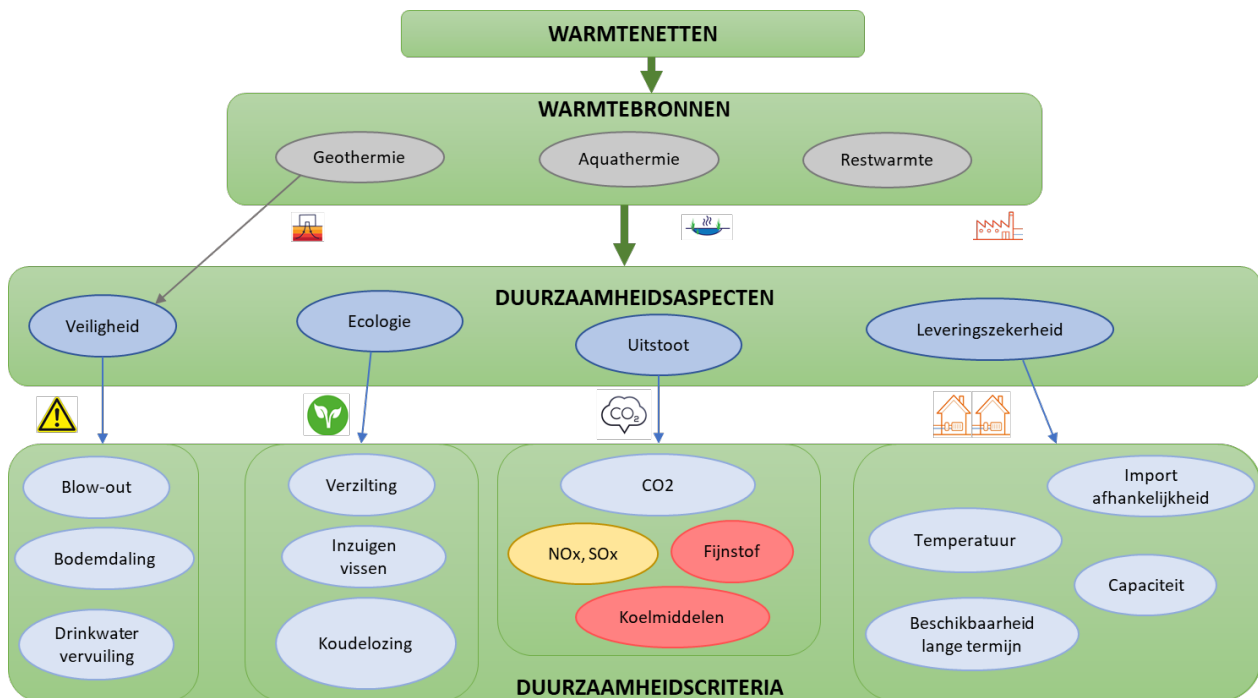 WARMTENETTEN
WARMTEBRONNEN
Geothermie
Aquathermie
Restwarmte
DUURZAAMHEIDSASPECTEN
Veiligheid
Ecologie
Uitstoot
Leveringszekerheid
CO₂
Blow-out
Bodemdaling
Drinkwater
vervuiling
Verzilting
Inzuigen
vissen
Koudelozing
CO2
NOx, SOx
Fijnstof
Koelmiddelen
Import
afhankelijkheid
Temperatuur
Capaciteit
Beschikbaarheid
lange termijn
DUURZAAMHEIDSCRITERIA